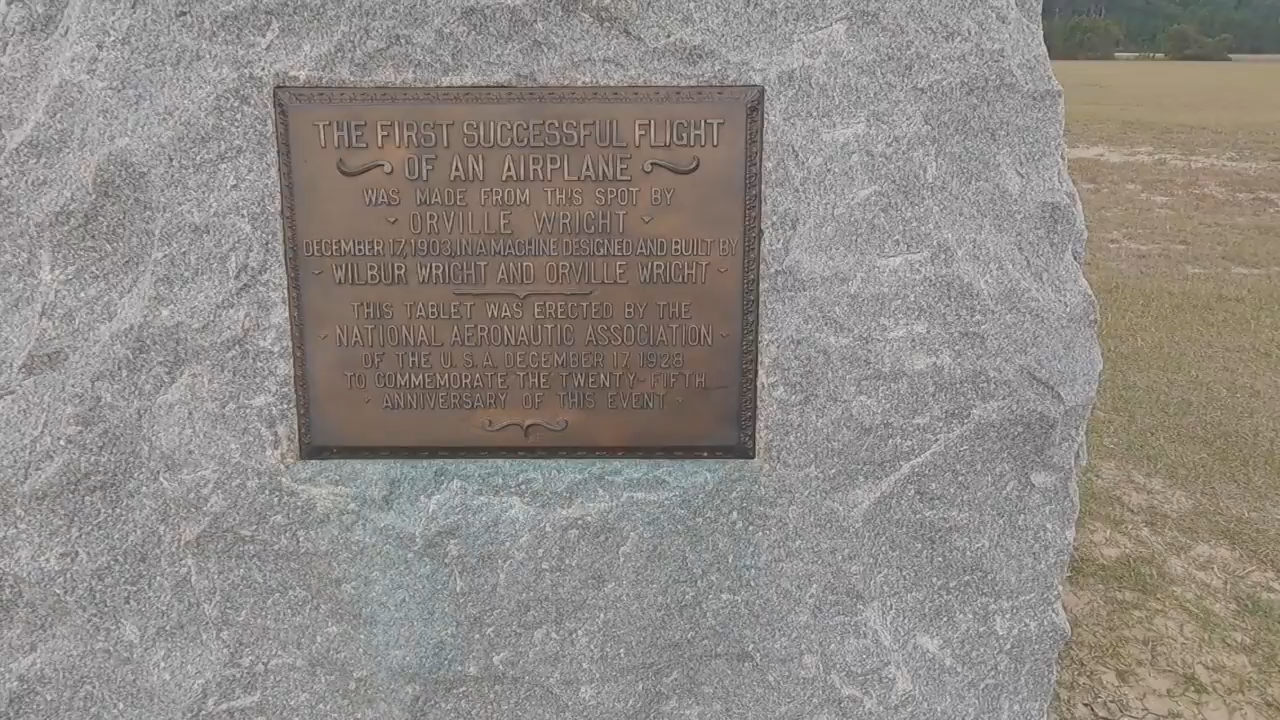 THE FIRST SUCCESSFUL FLIGHT
OF AN AIRPLANE
WAS MADE FROM THIS SPOT BY
ORVILLE WRIGHT
DECEMBER 17, 1903, IN A MACHINE DESIGNED AND BUILT BY
WILBUR WRIGHT AND ORVILLE WRIGHT
THIS TABLET WAS ERECTED BY THE
NATIONAL AERONAUTIC ASSOCIATION
OF THE U. S. A. DECEMBER 17, 1928
TO COMMEMORATE THE TWENTY-FIFTH
ANNIVERSARY OF THIS EVENT